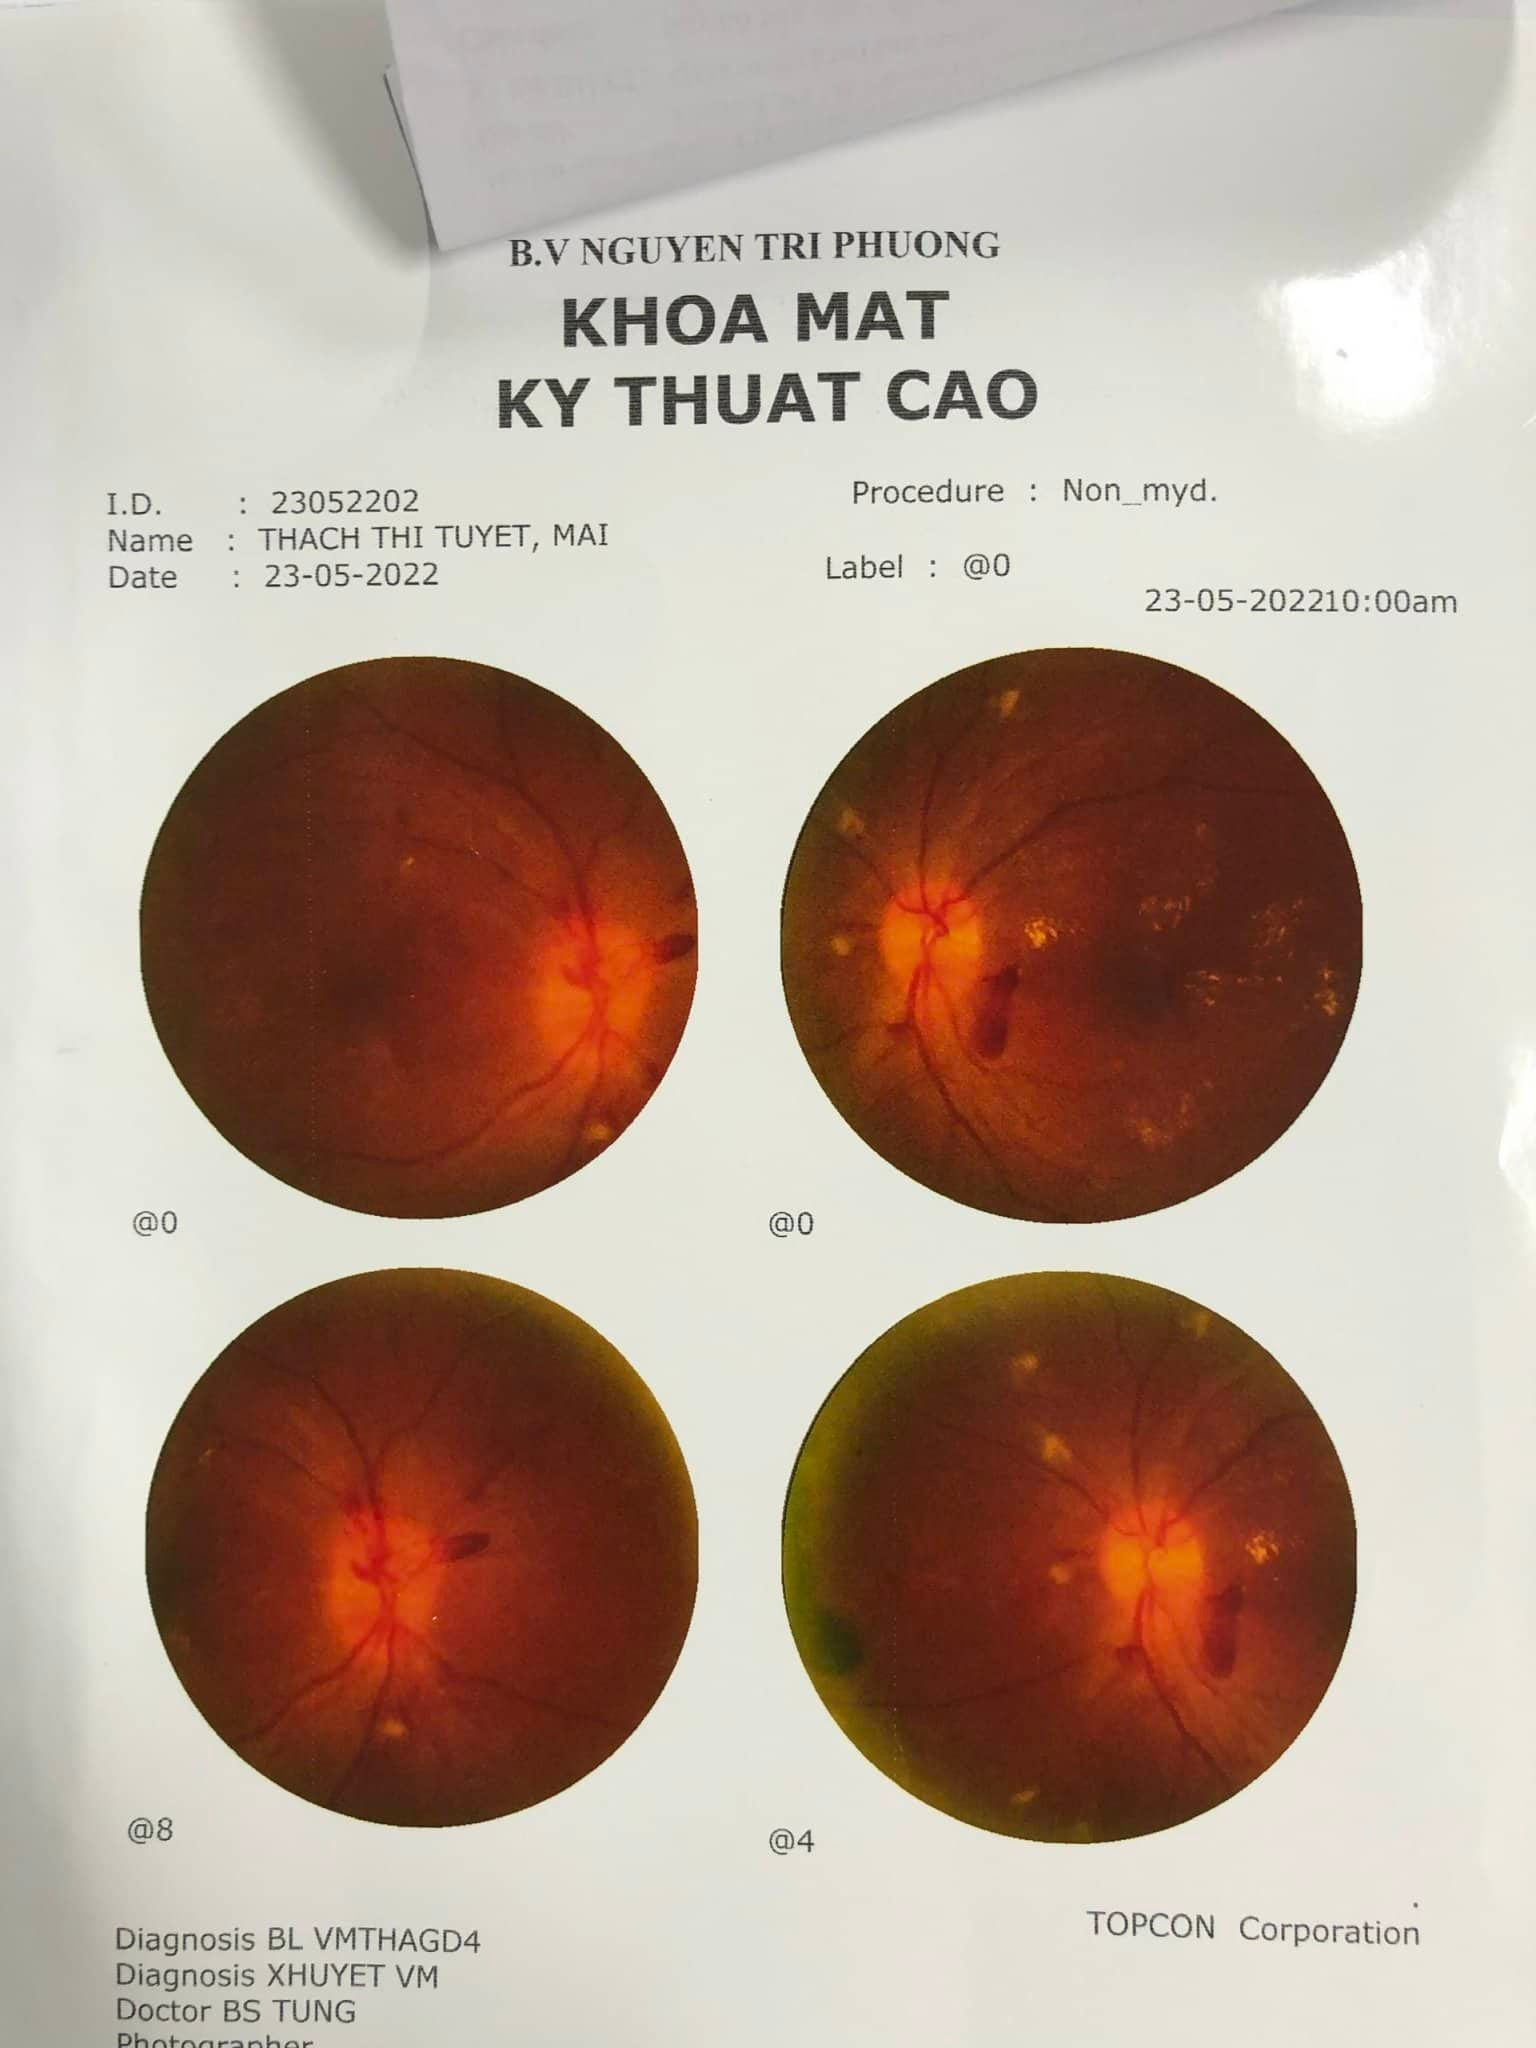 B.V NGUYEN TRI PHUONG
KHOA MAT
KY THUAT CAO
I.D. : 23052202
Name : THACH THI TUYET, MAI
Date : 23-05-2022
Procedure : Non_myd.
Label : @0
23-05-202210:00am
@0
@0
@8
@4
Diagnosis BL VMTHAGD4
Diagnosis XHUYET VM
Doctor BS TUNG
Photographer
TOPCON Corporation